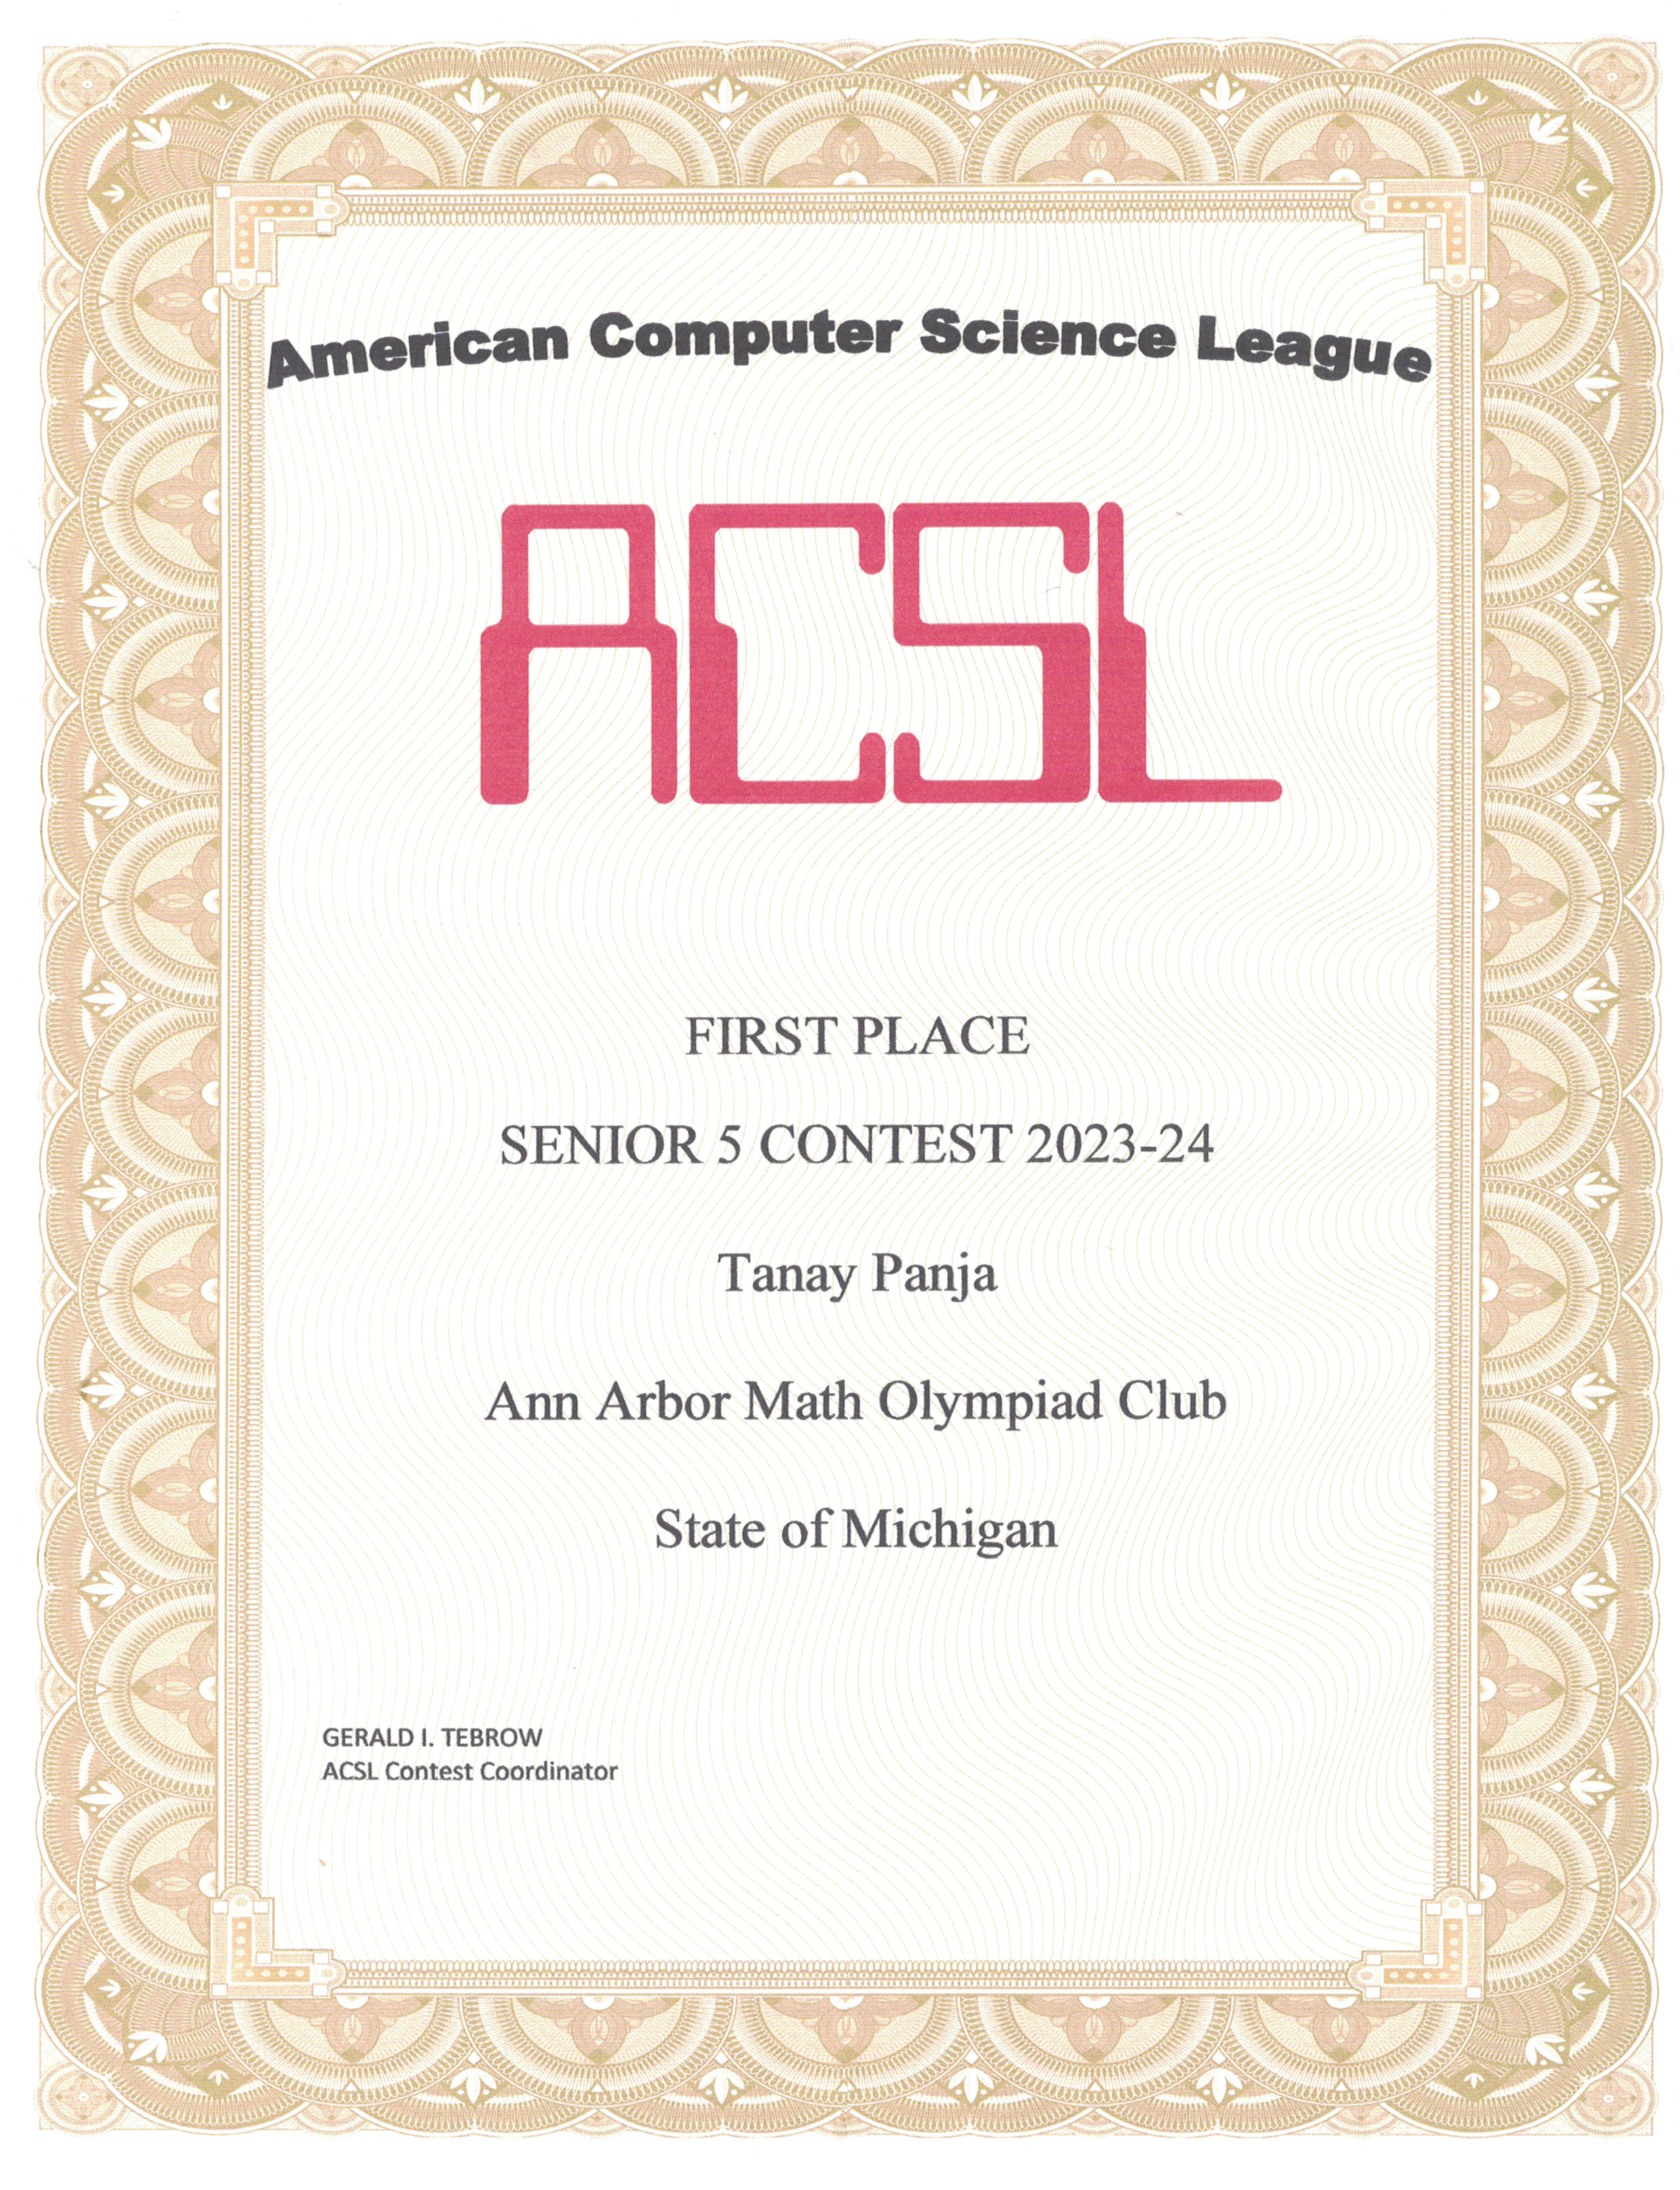 American Computer Science League
ACSL
FIRST PLACE
SENIOR 5 CONTEST 2023-24
Tanay Panja
Ann Arbor Math Olympiad Club
State of Michigan
GERALD I. TEBROW
ACSL Contest Coordinator